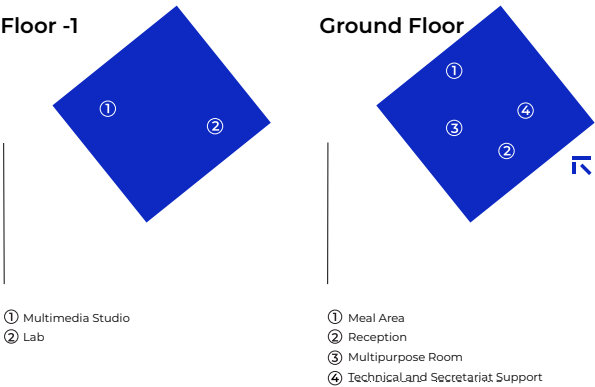 Floor -1
1
2
1 Multimedia Studio
2 Lab
Ground Floor
1
4
3
2
1 Meal Area
2 Reception
3 Multipurpose Room
4 Technical and Secretariat Support